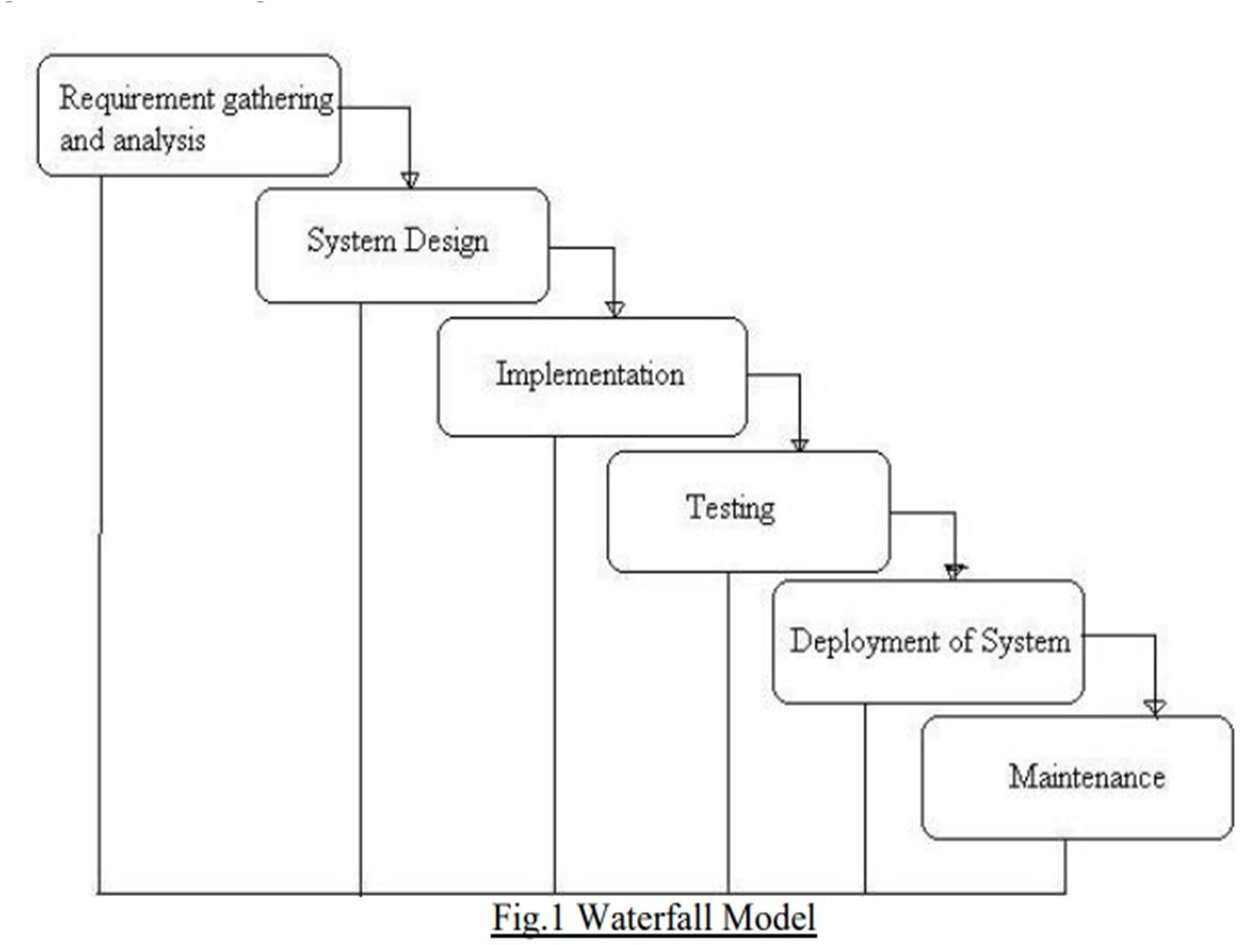 Requirement gathering
and analysis
System Design
Implementation
Testing
Deployment of System
Maintenance
Fig.1 Waterfall Model